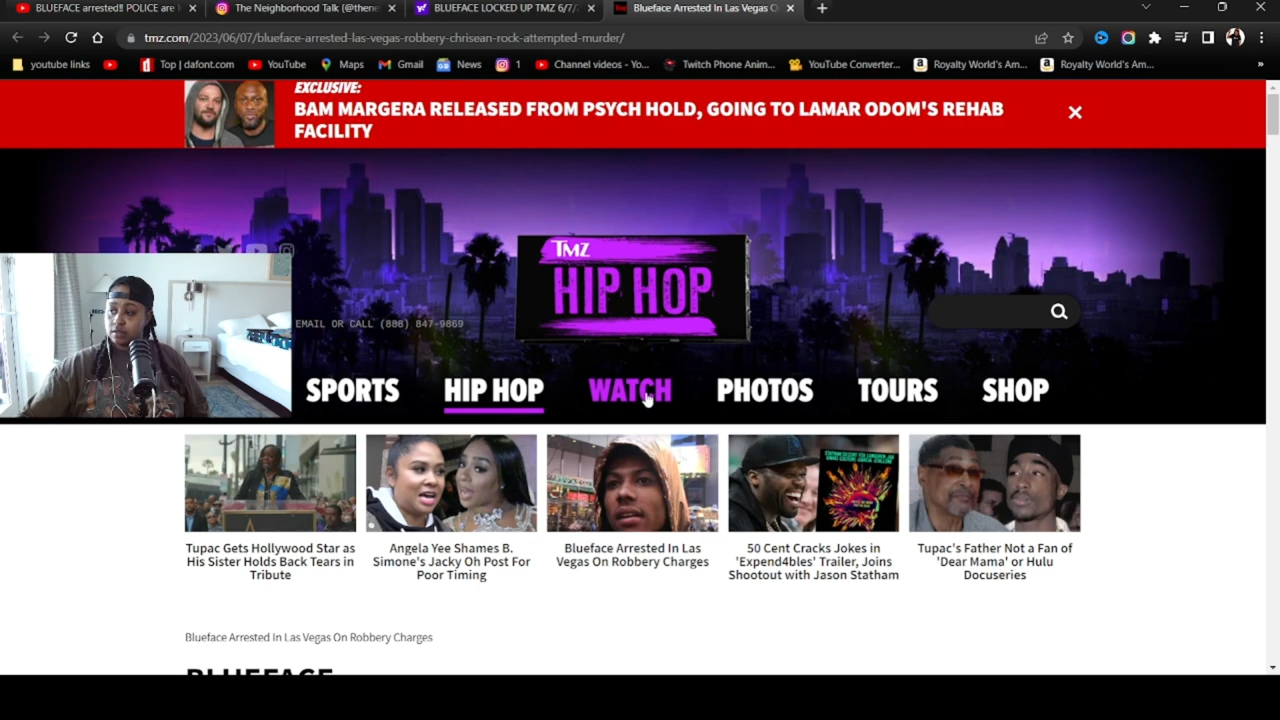 BLUEFACE arrested!! POLICE are
The Neighborhood Talk (@thene
BLUEFACE LOCKED UP TMZ 6/7/
Blueface Arrested In Las Vegas O
tmz.com/2023/06/07/blueface-arrested-las-vegas-robbery-chrisean-rock-attempted-murder/
youtube links
Top | dafont.com
YouTube
Maps
Gmail
News
1
Channel videos - Yo...
Twitch Phone Anim...
YouTube Converter...
Royalty World's Am...
Royalty World's Am...
EXCLUSIVE:
BAM MARGERA RELEASED FROM PSYCH HOLD, GOING TO LAMAR ODOM'S REHAB
FACILITY
TMZ
HIP HOP
EMAIL OR CALL (888) 847-9869
SPORTS
HIP HOP
WATCH
PHOTOS
TOURS
SHOP
Tupac Gets Hollywood Star as
His Sister Holds Back Tears in
Tribute
Angela Yee Shames B.
Simone's Jacky Oh Post For
Poor Timing
Blueface Arrested In Las
Vegas On Robbery Charges
50 Cent Cracks Jokes in
'Expend4bles' Trailer, Joins
Shootout with Jason Statham
Tupac's Father Not a Fan of
'Dear Mama' or Hulu
Docuseries
Blueface Arrested In Las Vegas On Robbery Charges
BLUEFACE